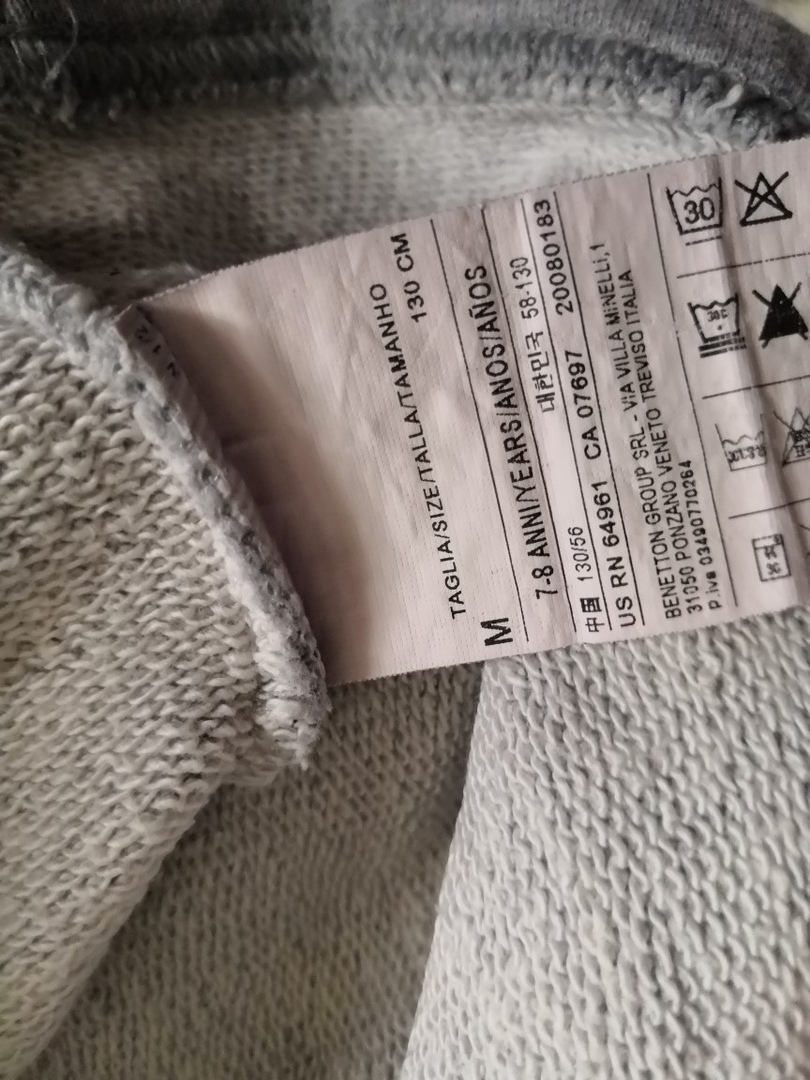 TAGLIA/SIZE/TALLA/TAMANHO
M 130 CM
7-8 ANNI/YEARS/ANOS/AÑOS
中国 130/56 대한민국 58-130
US RN 64961 CA 07697 20080183
BENETTON GROUP SRL - VIA VILLA MINELLI,1
31050 PONZANO VENETO TREVISO ITALIA
P.iva 03490770264
30